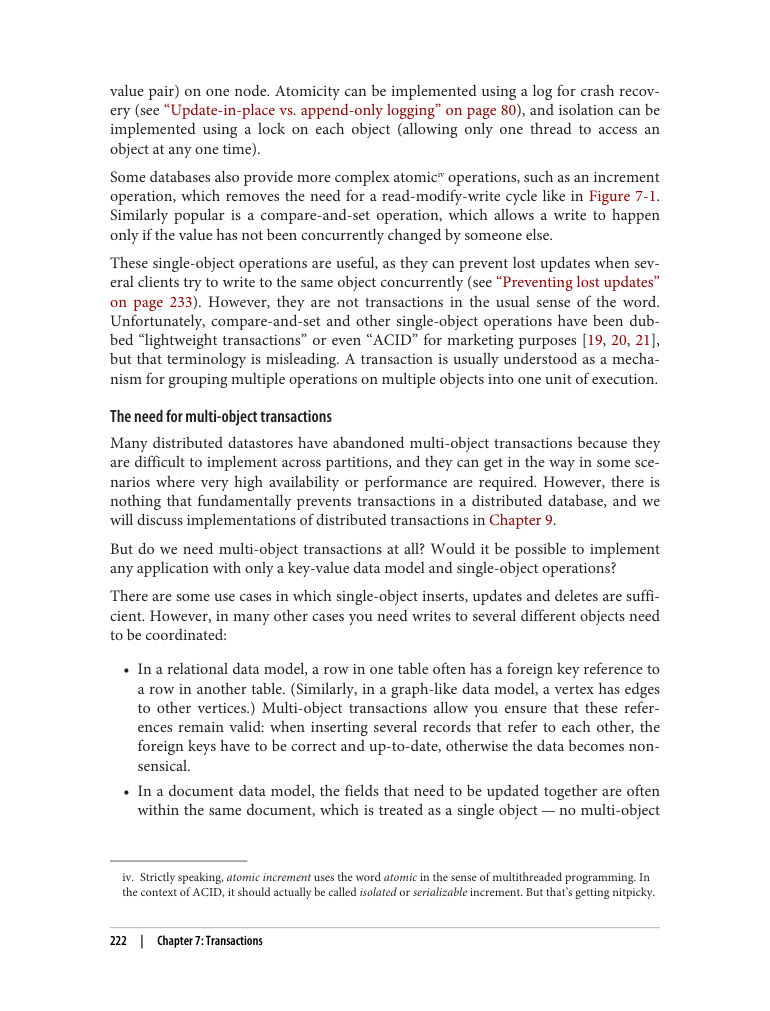 value pair) on one node. Atomicity can be implemented using a log for crash recov-
ery (see “Update-in-place vs. append-only logging” on page 80), and isolation can be
implemented using a lock on each object (allowing only one thread to access an
object at any one time).
Some databases also provide more complex atomiciv operations, such as an increment
operation, which removes the need for a read-modify-write cycle like in Figure 7-1.
Similarly popular is a compare-and-set operation, which allows a write to happen
only if the value has not been concurrently changed by someone else.
These single-object operations are useful, as they can prevent lost updates when sev-
eral clients try to write to the same object concurrently (see “Preventing lost updates”
on page 233). However, they are not transactions in the usual sense of the word.
Unfortunately, compare-and-set and other single-object operations have been dub-
bed “lightweight transactions” or even “ACID” for marketing purposes [19, 20, 21],
but that terminology is misleading. A transaction is usually understood as a mecha-
nism for grouping multiple operations on multiple objects into one unit of execution.
The need for multi-object transactions
Many distributed datastores have abandoned multi-object transactions because they
are difficult to implement across partitions, and they can get in the way in some sce-
narios where very high availability or performance are required. However, there is
nothing that fundamentally prevents transactions in a distributed database, and we
will discuss implementations of distributed transactions in Chapter 9.
But do we need multi-object transactions at all? Would it be possible to implement
any application with only a key-value data model and single-object operations?
There are some use cases in which single-object inserts, updates and deletes are suffi-
cient. However, in many other cases you need writes to several different objects need
to be coordinated:
• In a relational data model, a row in one table often has a foreign key reference to
a row in another table. (Similarly, in a graph-like data model, a vertex has edges
to other vertices.) Multi-object transactions allow you ensure that these refer-
ences remain valid: when inserting several records that refer to each other, the
foreign keys have to be correct and up-to-date, otherwise the data becomes non-
sensical.
• In a document data model, the fields that need to be updated together are often
within the same document, which is treated as a single object — no multi-object
iv. Strictly speaking, atomic increment uses the word atomic in the sense of multithreaded programming. In
the context of ACID, it should actually be called isolated or serializable increment. But that’s getting nitpicky.
222 | Chapter 7: Transactions